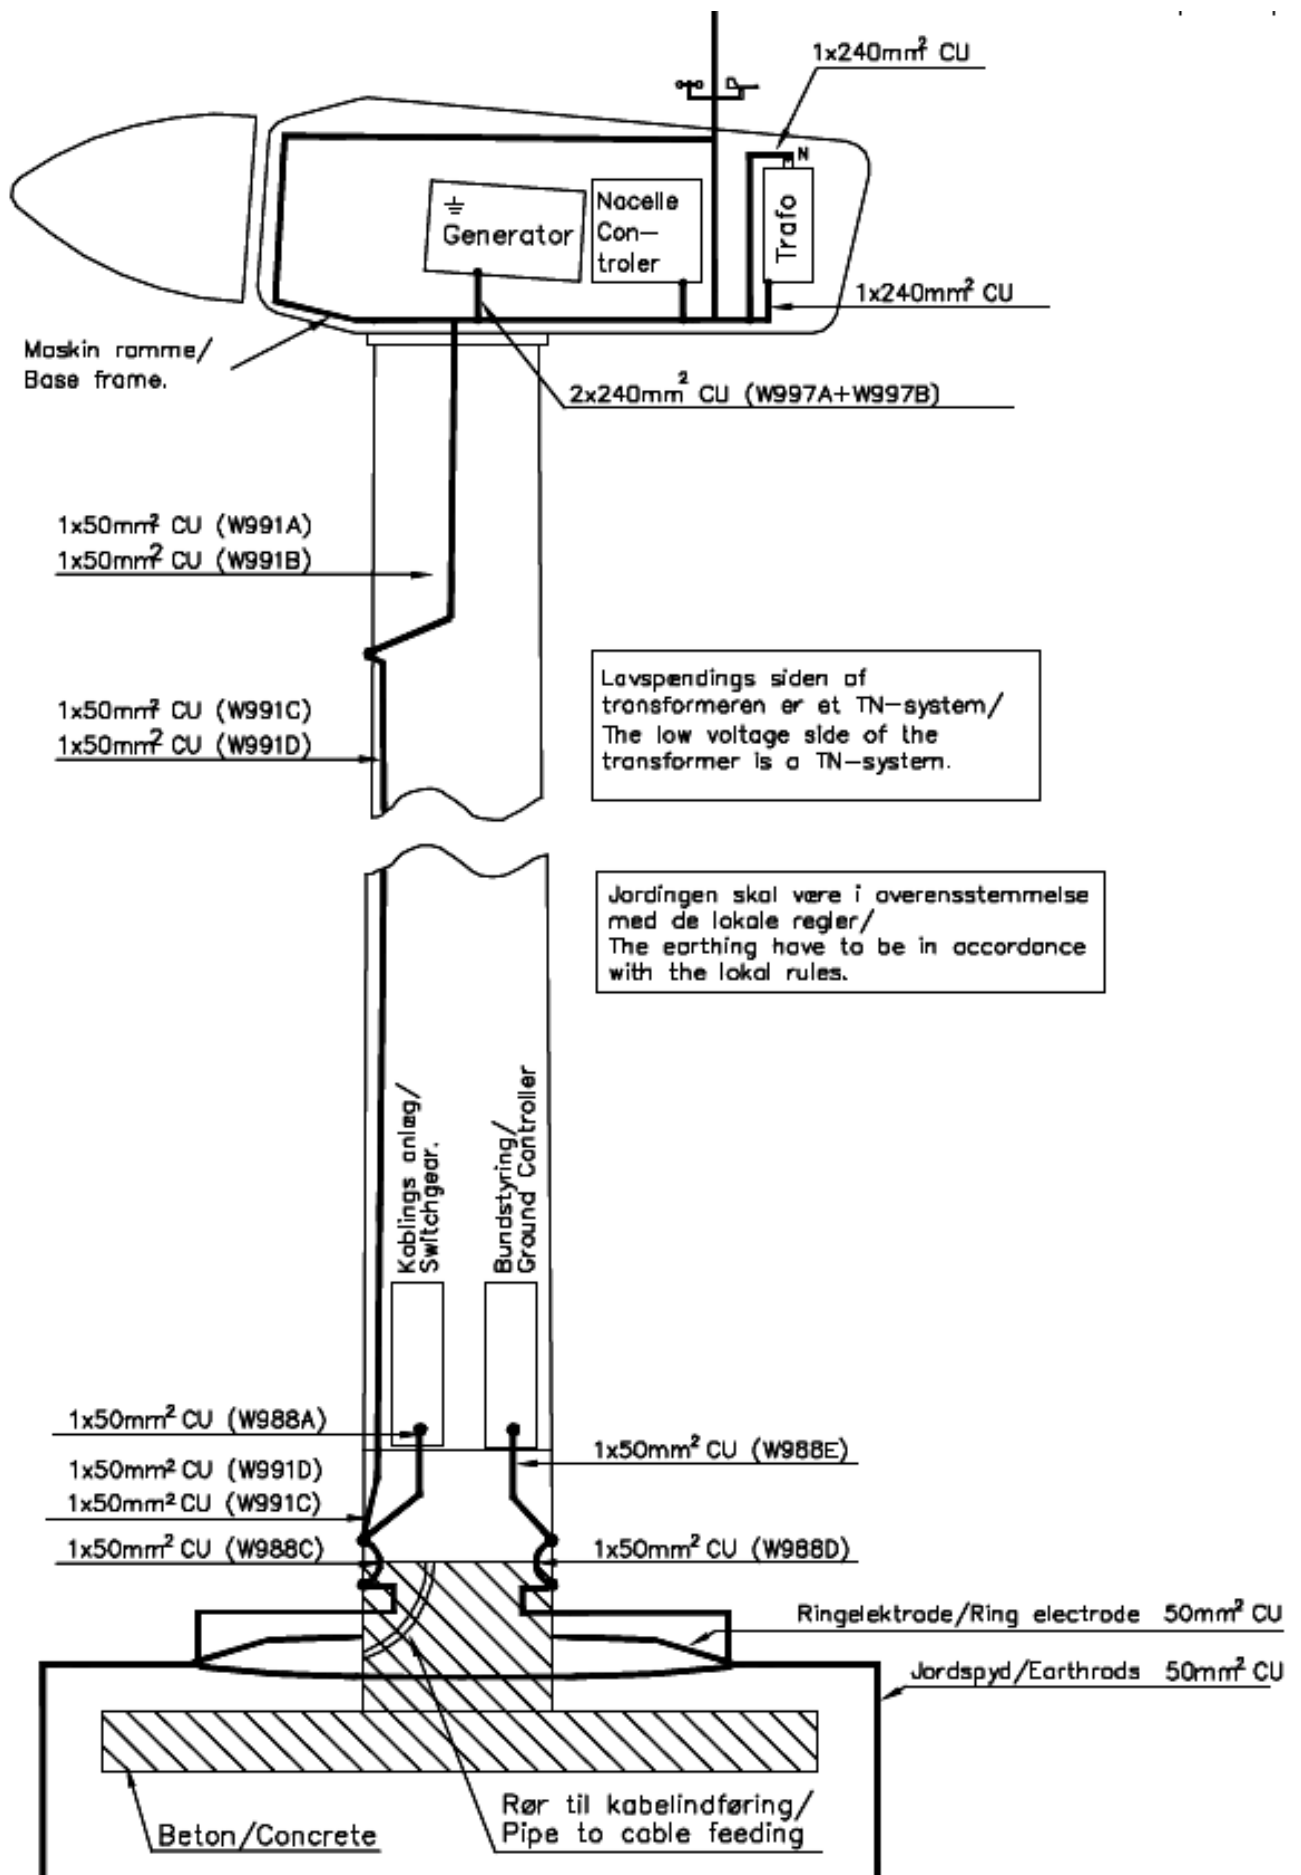 1x240mm² CU
N
Nacelle
Con-
troler
Generator
Trafo
1x240mm² CU
Maskin ramme/
Base frame.
2x240mm² CU (W997A+W997B)
1x50mm² CU (W991A)
1x50mm² CU (W991B)
Lavspændings siden af
transformeren er et TN-system/
The low voltage side of the
transformer is a TN-system.
1x50mm² CU (W991C)
1x50mm² CU (W991D)
Jordingen skal være i overensstemmelse
med de lokale regler/
The earthing have to be in accordance
with the lokal rules.
Koblings anlæg/
Switchgear.
Bundstyring/
Ground Controller
1x50mm² CU (W988A)
1x50mm² CU (W988E)
1x50mm² CU (W991D)
1x50mm² CU (W991C)
1x50mm² CU (W988C)
1x50mm² CU (W988D)
Ringelektrode/Ring electrode 50mm² CU
Jordspyd/Earthrods 50mm² CU
Rør til kabelindføring/
Pipe to cable feeding
Beton/Concrete